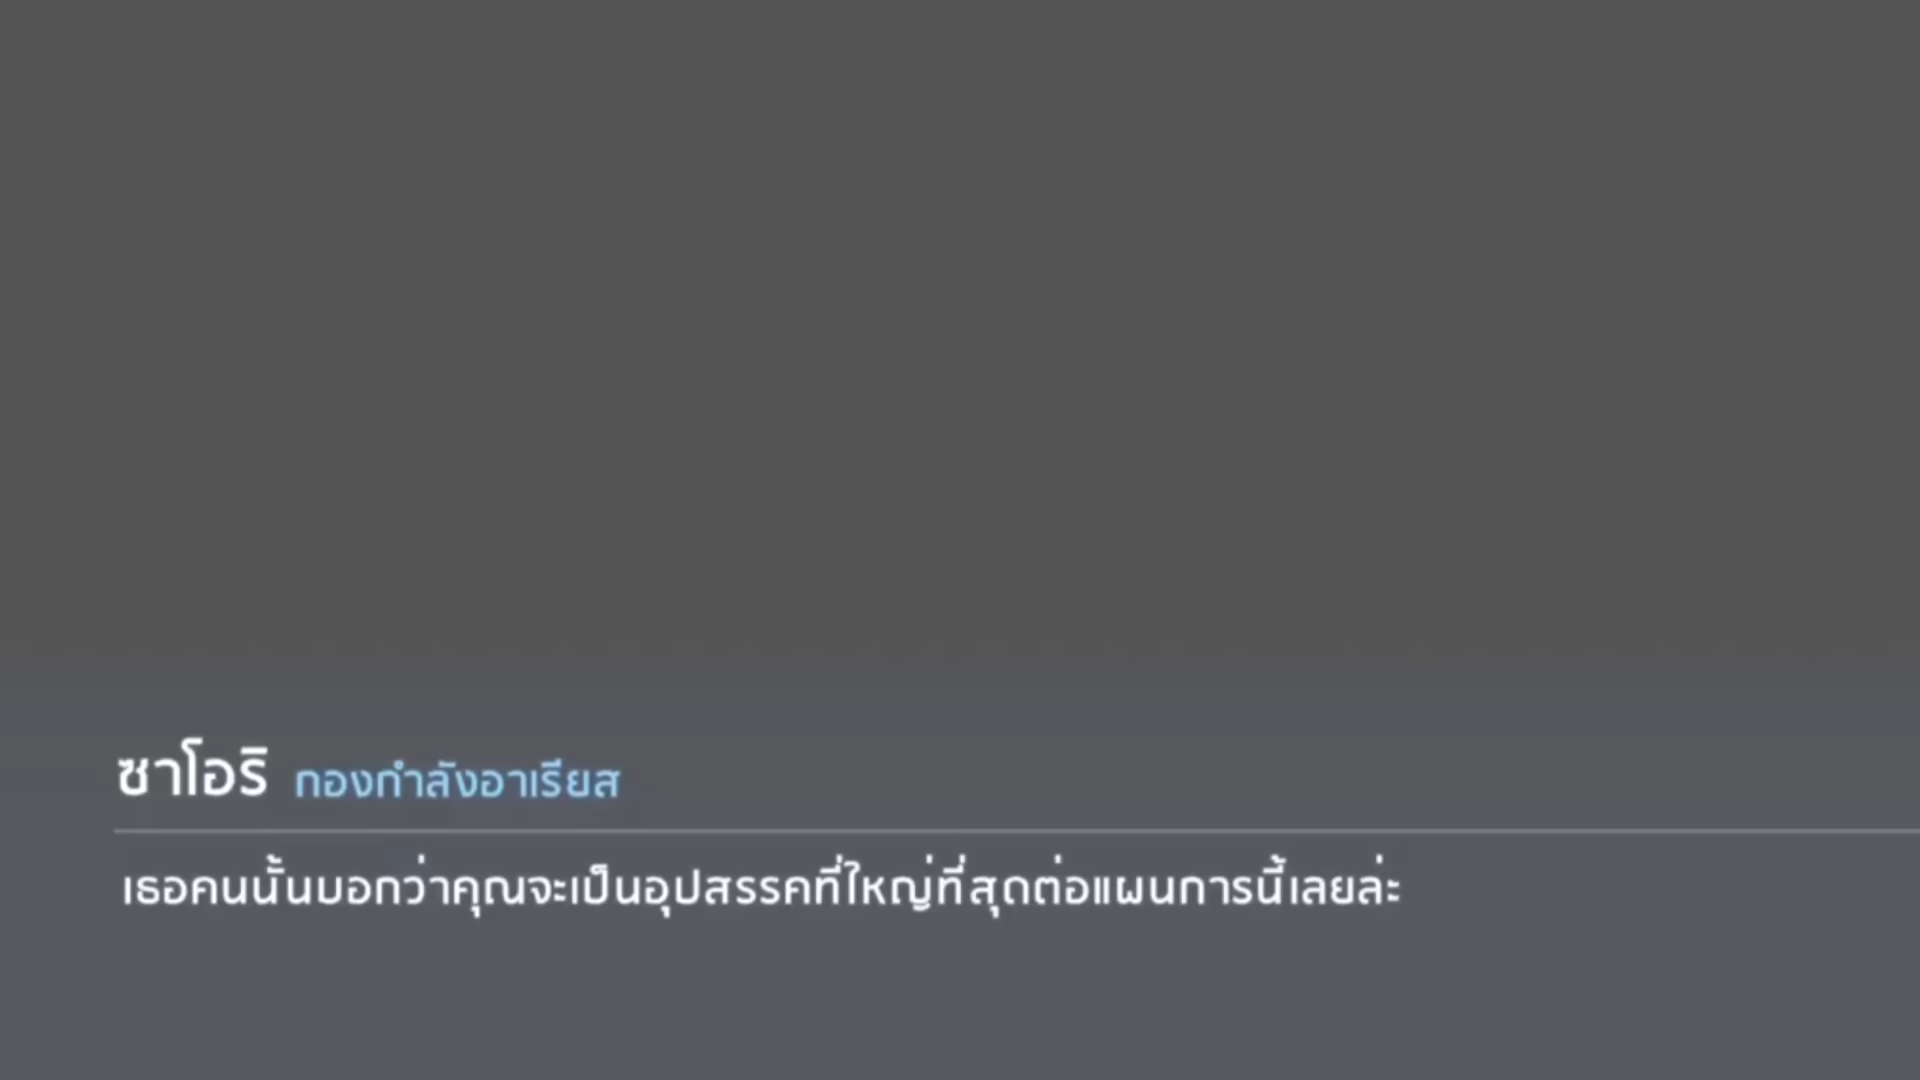 ซาโอริ กองกำลังอาเรียส
เธอคนนั้นบอกว่าคุณจะเป็นอุปสรรคที่ใหญ่ที่สุดต่อแผนการนี้เลยล่ะ